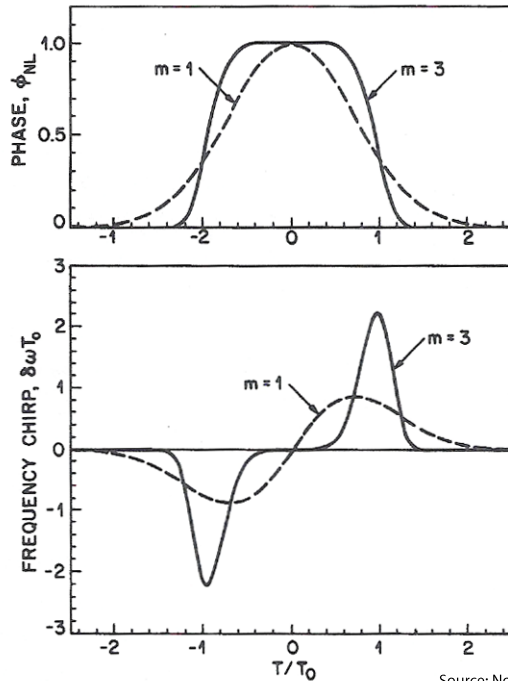 1.0
m = 1
m = 3
PHASE, ϕNL
0.5
0
-1
-2
0
1
2
3
2
m = 3
m = 1
1
FREQUENCY CHIRP, δωT₀
0
-1
-2
-3
-2
-1
0
1
2
T/T₀